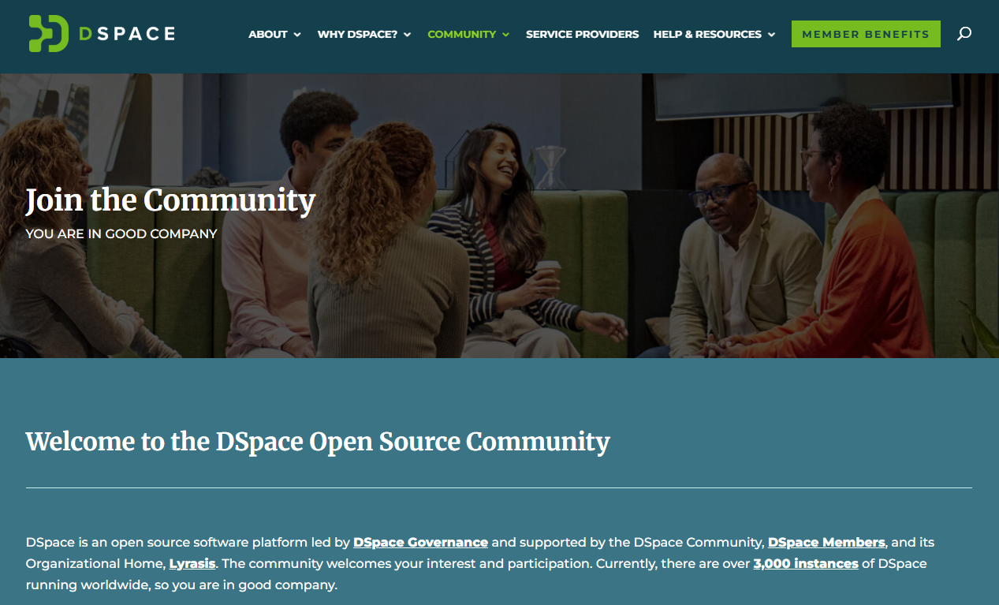 DSPACE
ABOUT
WHY DSPACE?
COMMUNITY
SERVICE PROVIDERS
HELP & RESOURCES
MEMBER BENEFITS
Join the Community
YOU ARE IN GOOD COMPANY
Welcome to the DSpace Open Source Community
DSpace is an open source software platform led by DSpace Governance and supported by the DSpace Community, DSpace Members, and its
Organizational Home, Lyrasis. The community welcomes your interest and participation. Currently, there are over 3,000 instances of DSpace
running worldwide, so you are in good company.